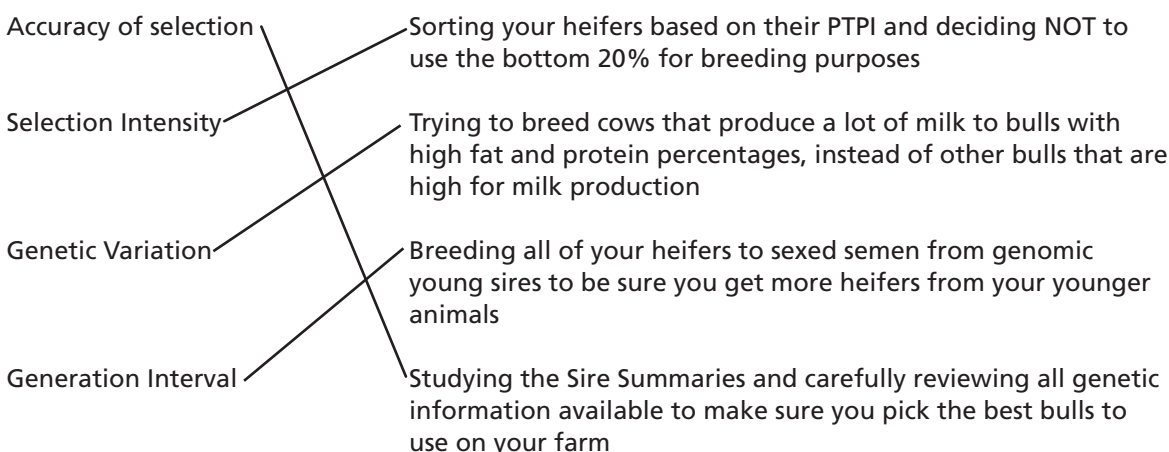 Accuracy of selection
Sorting your heifers based on their PTPI and deciding NOT to
use the bottom 20% for breeding purposes
Selection Intensity
Trying to breed cows that produce a lot of milk to bulls with
high fat and protein percentages, instead of other bulls that are
high for milk production
Genetic Variation
Breeding all of your heifers to sexed semen from genomic
young sires to be sure you get more heifers from your younger
animals
Generation Interval
Studying the Sire Summaries and carefully reviewing all genetic
information available to make sure you pick the best bulls to
use on your farm